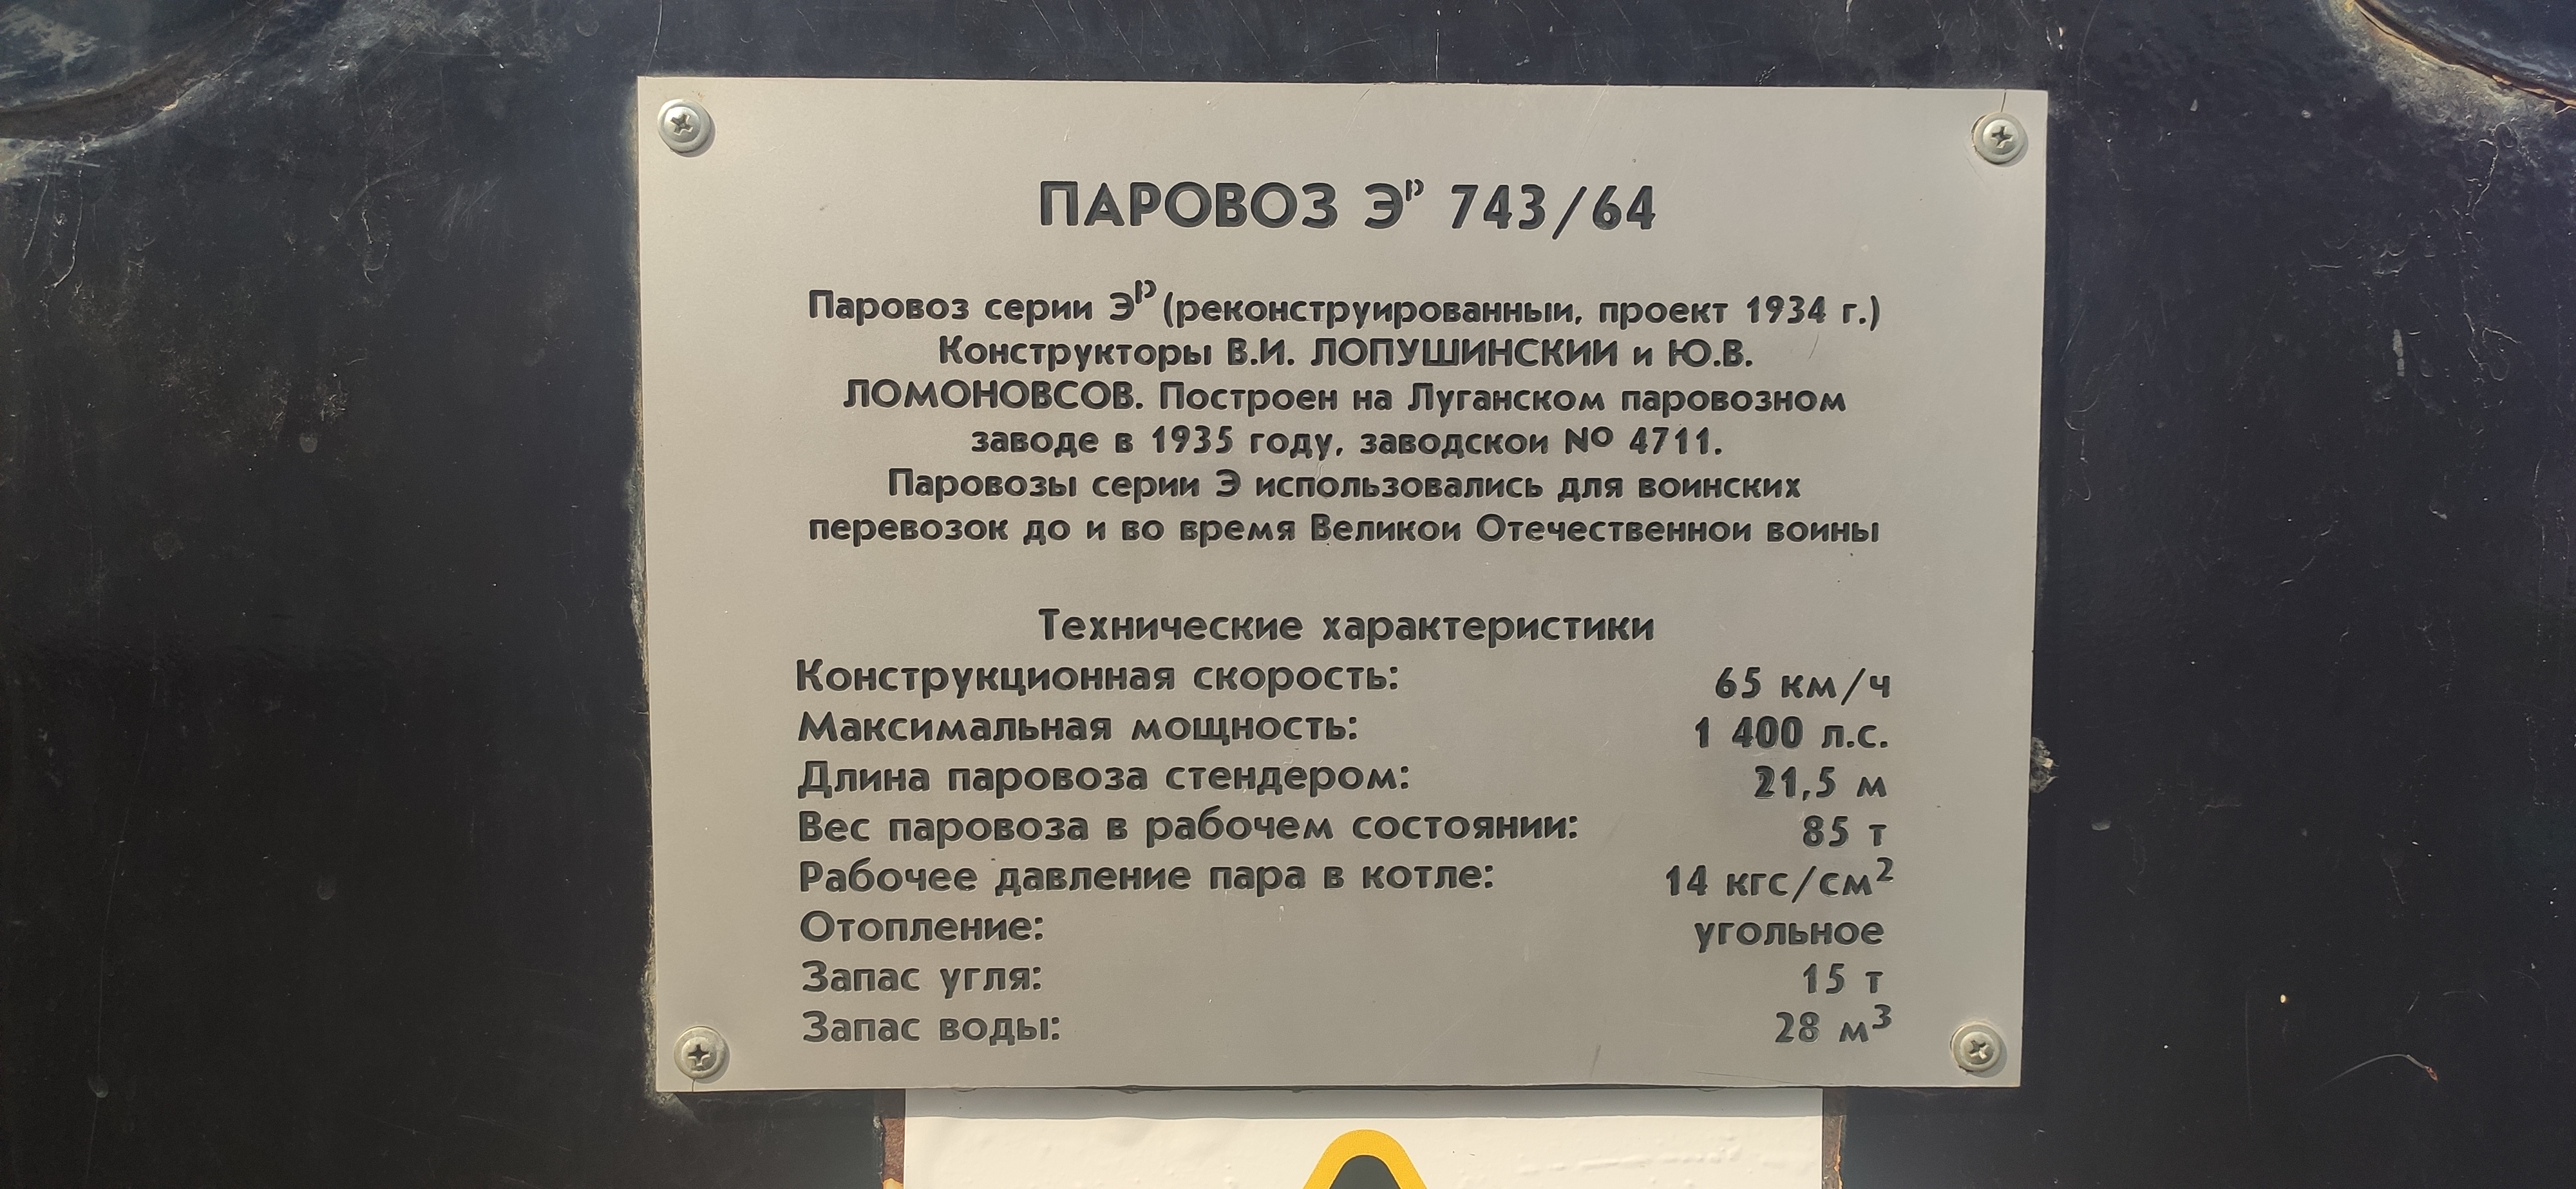 ПАРОВОЗ Эᴾ 743/64
Паровоз серии Эᴾ (реконструированныи, проект 1934 г.)
Конструкторы В.И. ЛОПУШИНСКИИ и Ю.В.
ЛОМОНОВСОВ. Построен на Луганском паровозном
заводе в 1935 году, заводскои № 4711.
Паровозы серии Э использовались для воинских
перевозок до и во время Великои Отечественнои воины
Технические характеристики
Конструкционная скорость: 65 км/ч
Максимальная мощность: 1 400 л.с.
Длина паровоза стендером: 21,5 м
Вес паровоза в рабочем состоянии: 85 т
Рабочее давление пара в котле: 14 кгс/см²
Отопление: угольное
Запас угля: 15 т
Запас воды: 28 м³